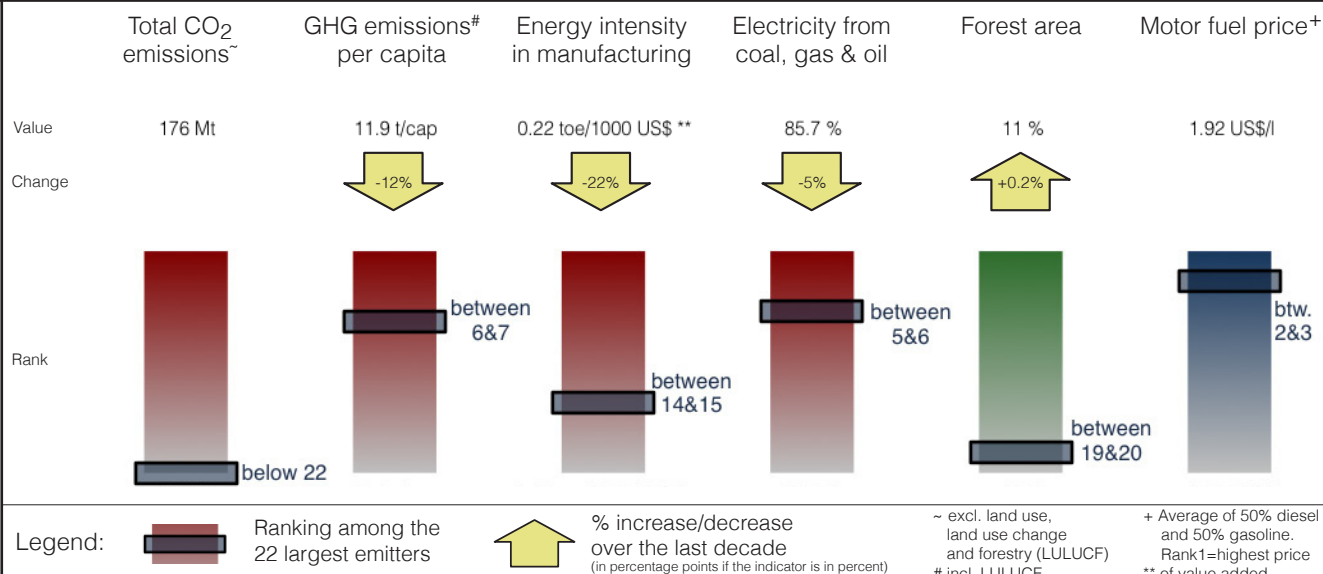 Total CO2
emissions~
GHG emissions#
per capita
Energy intensity
in manufacturing
Electricity from
coal, gas & oil
Forest area
Motor fuel price+
Value
176 Mt
11.9 t/cap
0.22 toe/1000 US$ **
85.7 %
11 %
1.92 US$/l
Change
-12%
-22%
-5%
+0.2%
Rank
below 22
between
6&7
between
14&15
between
5&6
between
19&20
btw.
2&3
Legend:
Ranking among the
22 largest emitters
% increase/decrease
over the last decade
(in percentage points if the indicator is in percent)
~ excl. land use,
land use change
and forestry (LULUCF)
# incl. LULUCF
+ Average of 50% diesel
and 50% gasoline.
Rank1=highest price
** of value added